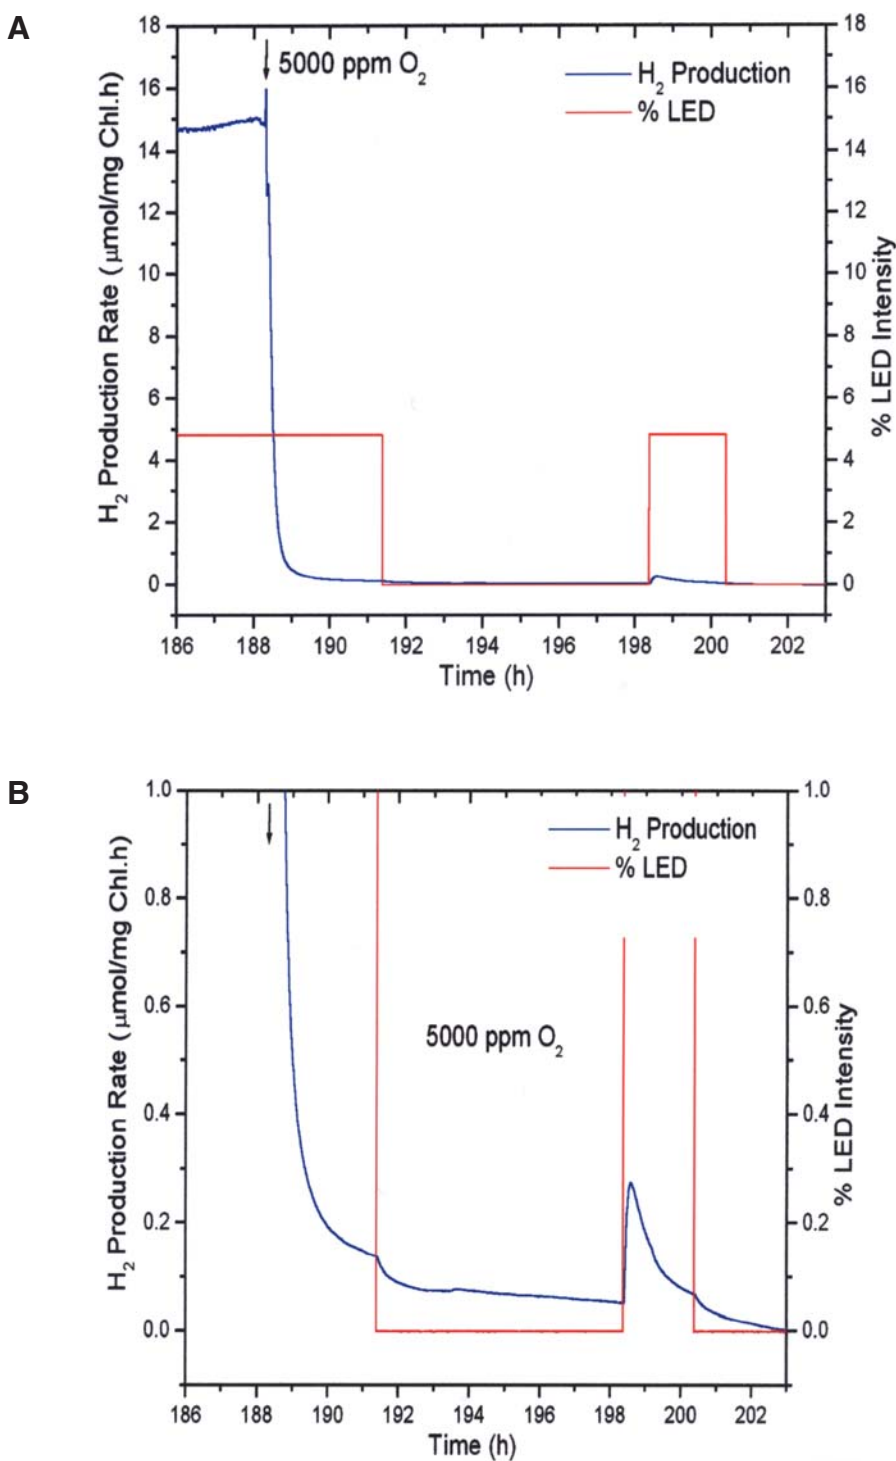 A
5000 ppm O₂
H₂ Production
% LED
H₂ Production Rate (μmol/mg Chl.h)
18
16
14
12
10
8
6
4
2
0
18
16
14
12
10
8
6
4
2
0
% LED Intensity
186 188 190 192 194 196 198 200 202
Time (h)
B
H₂ Production
% LED
5000 ppm O₂
H₂ Production Rate (μmol/mg Chl.h)
1.0
0.8
0.6
0.4
0.2
0.0
1.0
0.8
0.6
0.4
0.2
0.0
% LED Intensity
186 188 190 192 194 196 198 200 202
Time (h)